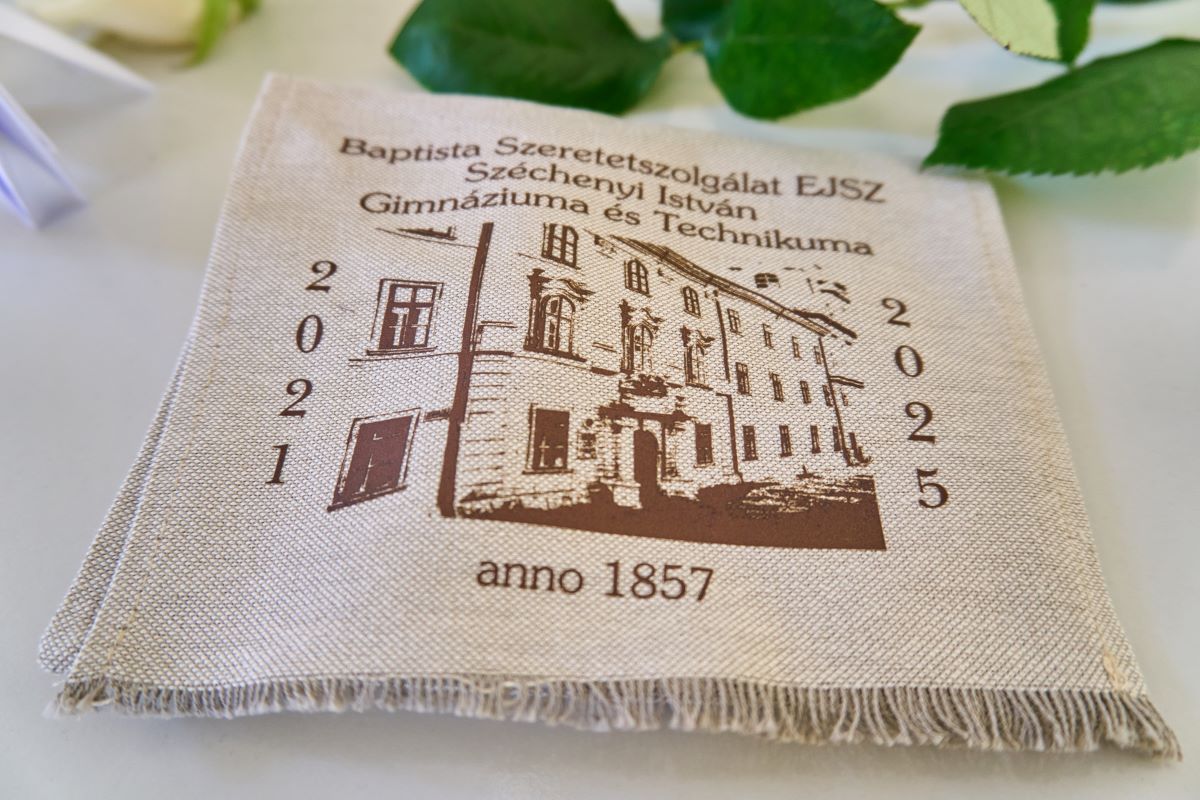 Baptista Szeretetszolgálat EJSZ
Széchenyi István
Gimnáziuma és Technikuma
2021
2025
anno 1857